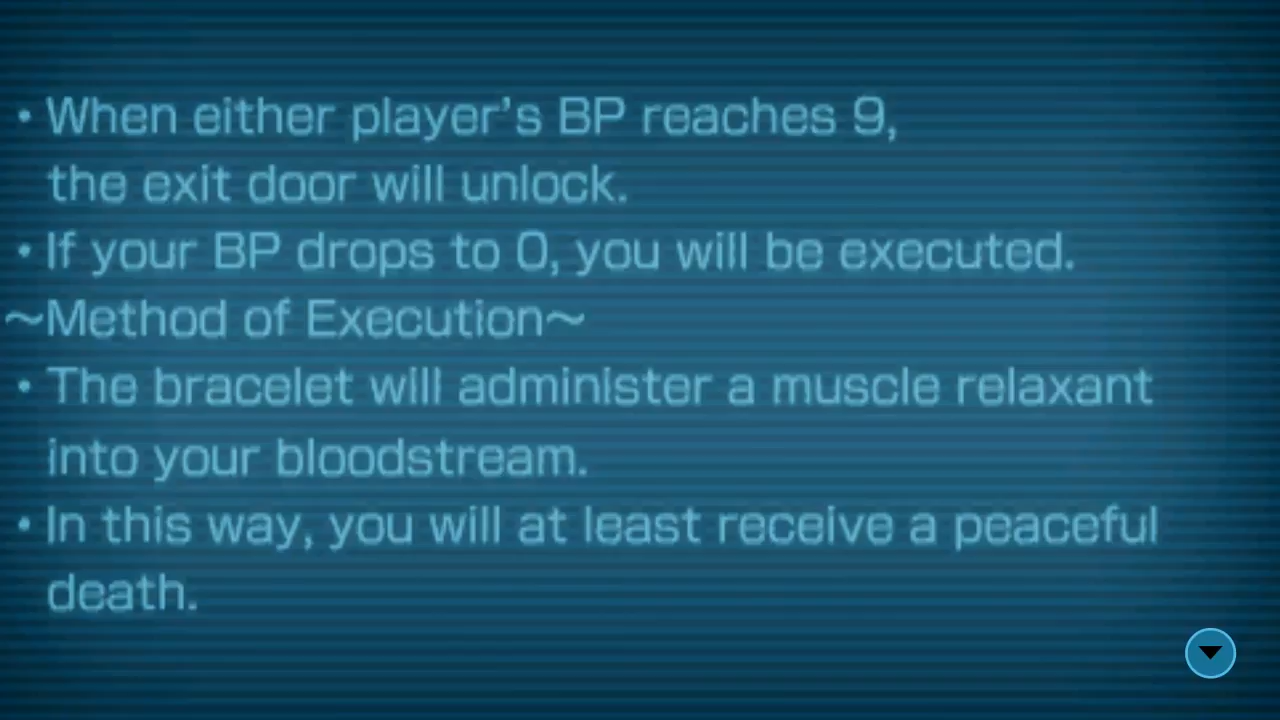 • When either player’s BP reaches 9,
the exit door will unlock.
• If your BP drops to 0, you will be executed.
~Method of Execution~
• The bracelet will administer a muscle relaxant
into your bloodstream.
• In this way, you will at least receive a peaceful
death.